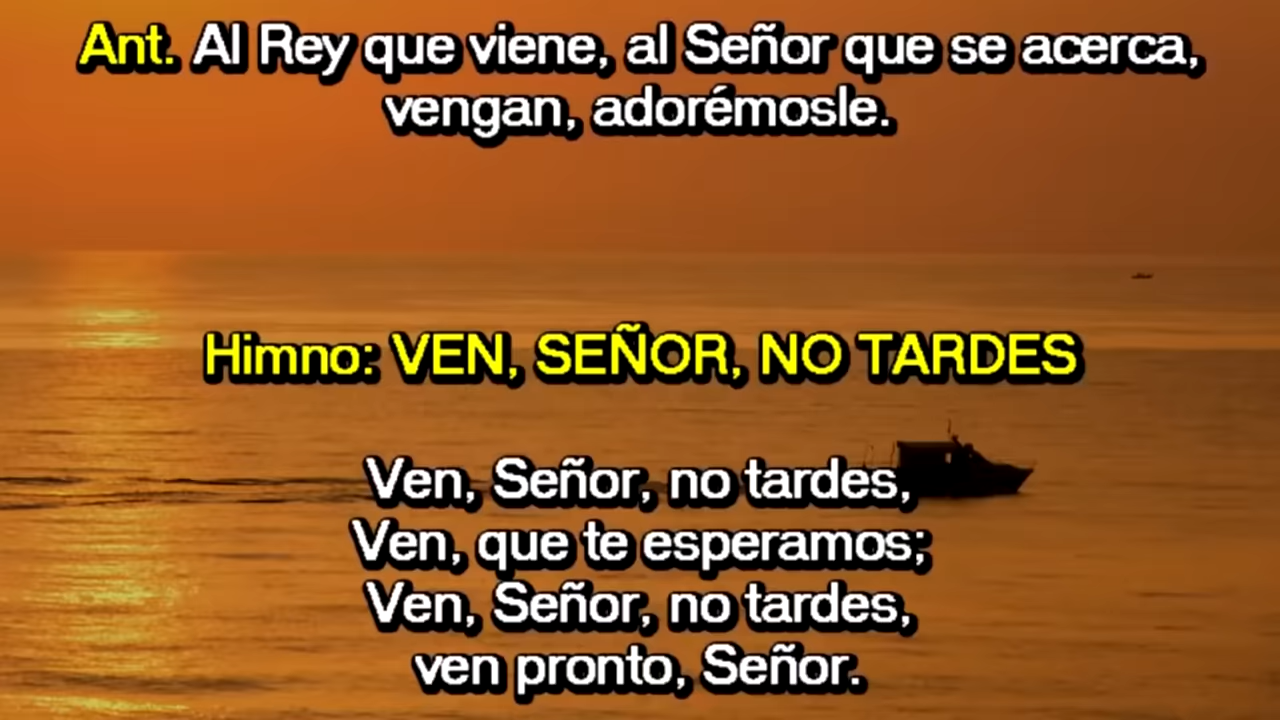 Ant. Al Rey que viene, al Señor que se acerca,
vengan, adorémosle.
Himno: VEN, SEÑOR, NO TARDES
Ven, Señor, no tardes,
Ven, que te esperamos;
Ven, Señor, no tardes,
ven pronto, Señor.